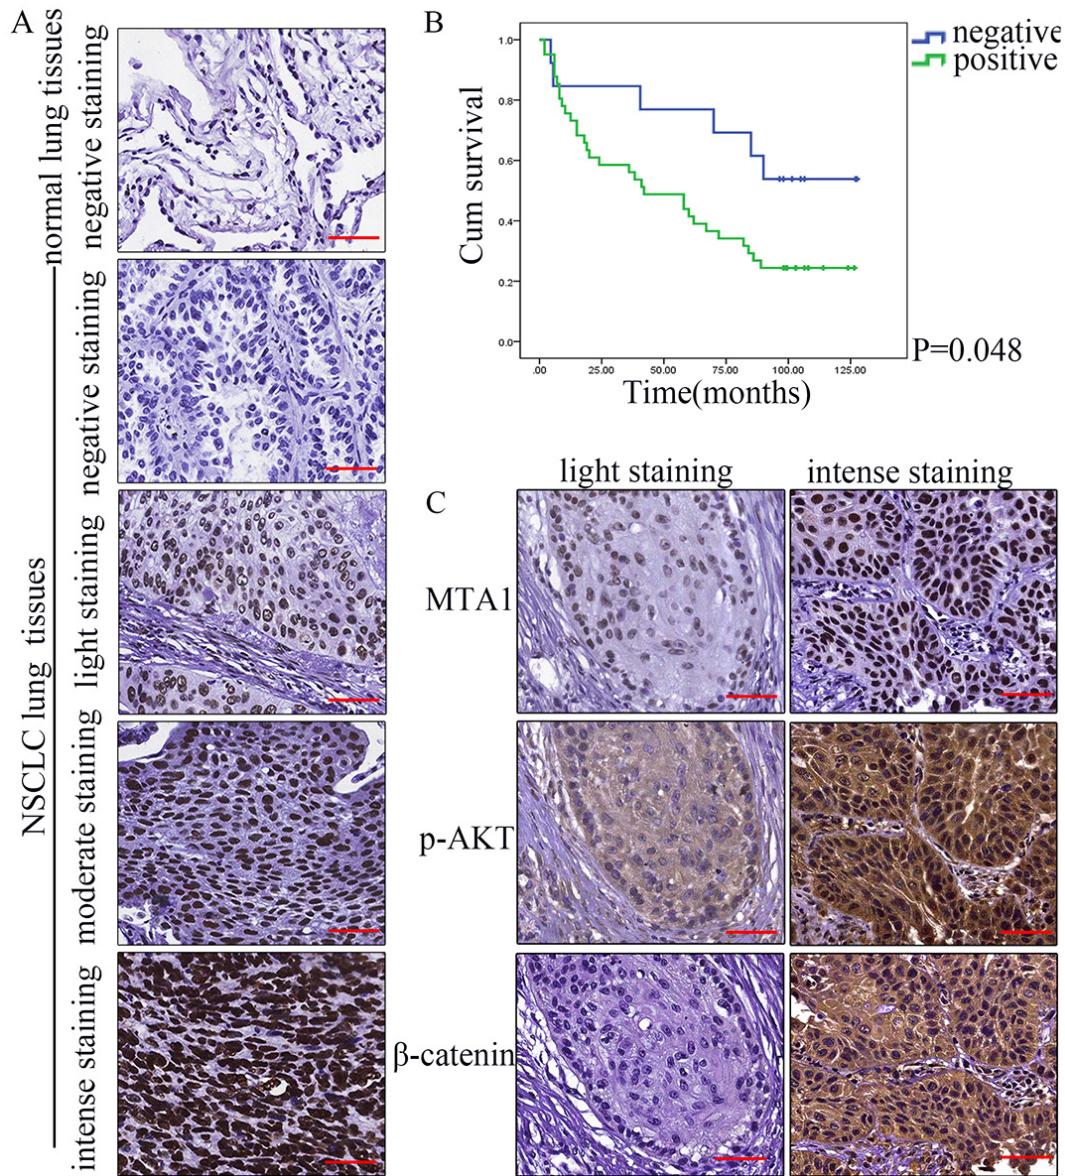 A
normal lung tissues
negative staining
NSCLC lung tissues
negative staining
light staining
moderate staining
intense staining
B
negative
positive
Cum survival
1.0
0.8
0.6
0.4
0.2
0.0
.00 25.00 50.00 75.00 100.00 125.00
Time(months)
P=0.048
C
light staining intense staining
MTA1
p-AKT
β-catenin